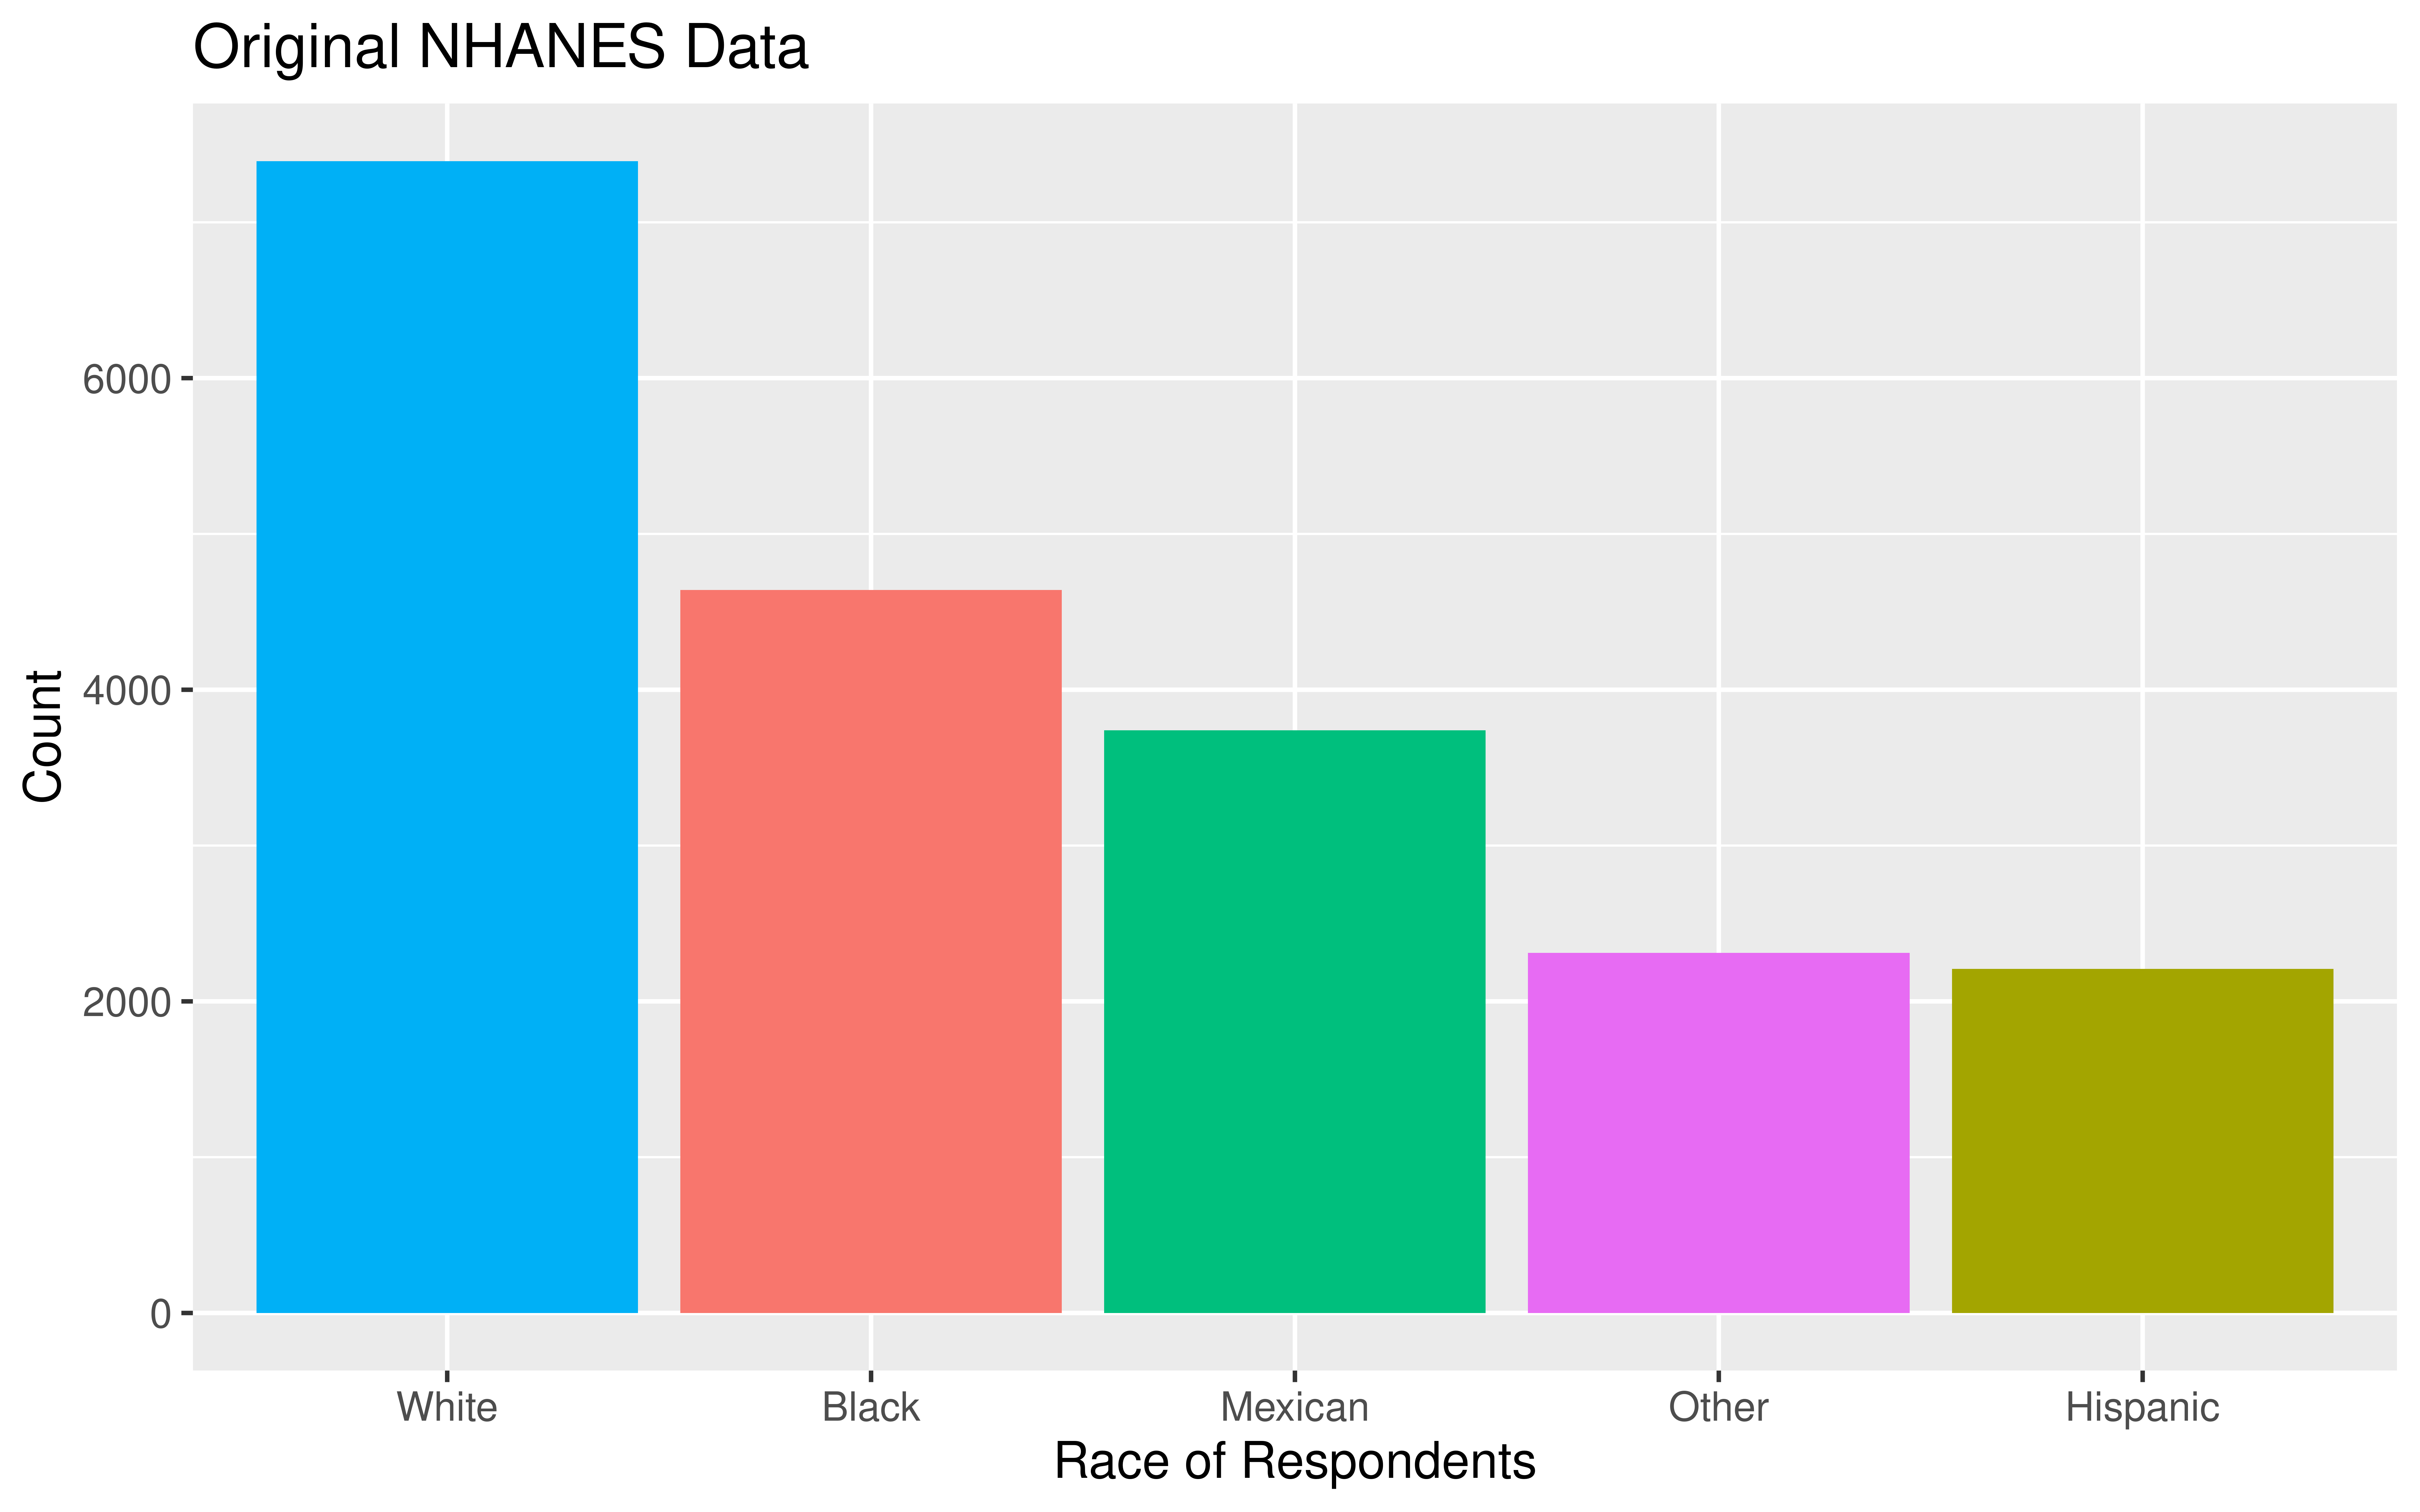 Original NHANES Data
Count
6000
4000
2000
0
White Black Mexican Other Hispanic
Race of Respondents